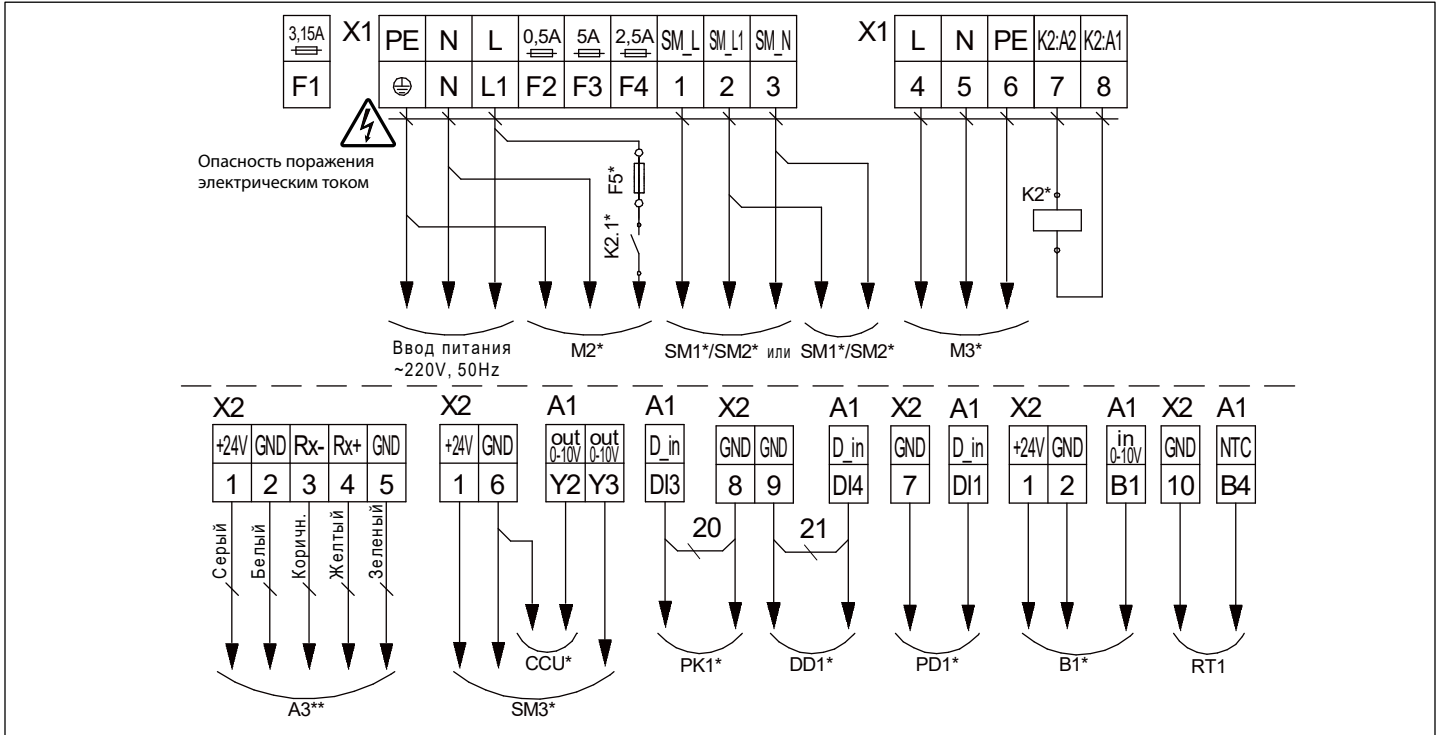 3,15A X1 PE N L 0,5A 5A 2,5A SM_L SM_L1 SM_N X1 L N PE K2:A2 K2:A1
F1 N L1 F2 F3 F4 1 2 3 4 5 6 7 8
Опасность поражения
электрическим током
F5*
K2.1*
K2*
Ввод питания
~220V, 50Hz
M2* SM1*/SM2* или SM1*/SM2* M3*
X2 X2 A1 A1 X2 A1 X2 A1 X2 A1 X2 A1
+24V GND Rx- Rx+ GND +24V GND out 0-10V out 0-10V D_in GND GND D_in GND D_in +24V GND in 0-10V GND NTC
1 2 3 4 5 1 6 Y2 Y3 DI3 8 9 DI4 7 DI1 1 2 B1 10 B4
20 21
Серый
Белый
Коричн.
Желтый
Зеленый
CCU* PK1* DD1* PD1* B1* RT1
A3** SM3*